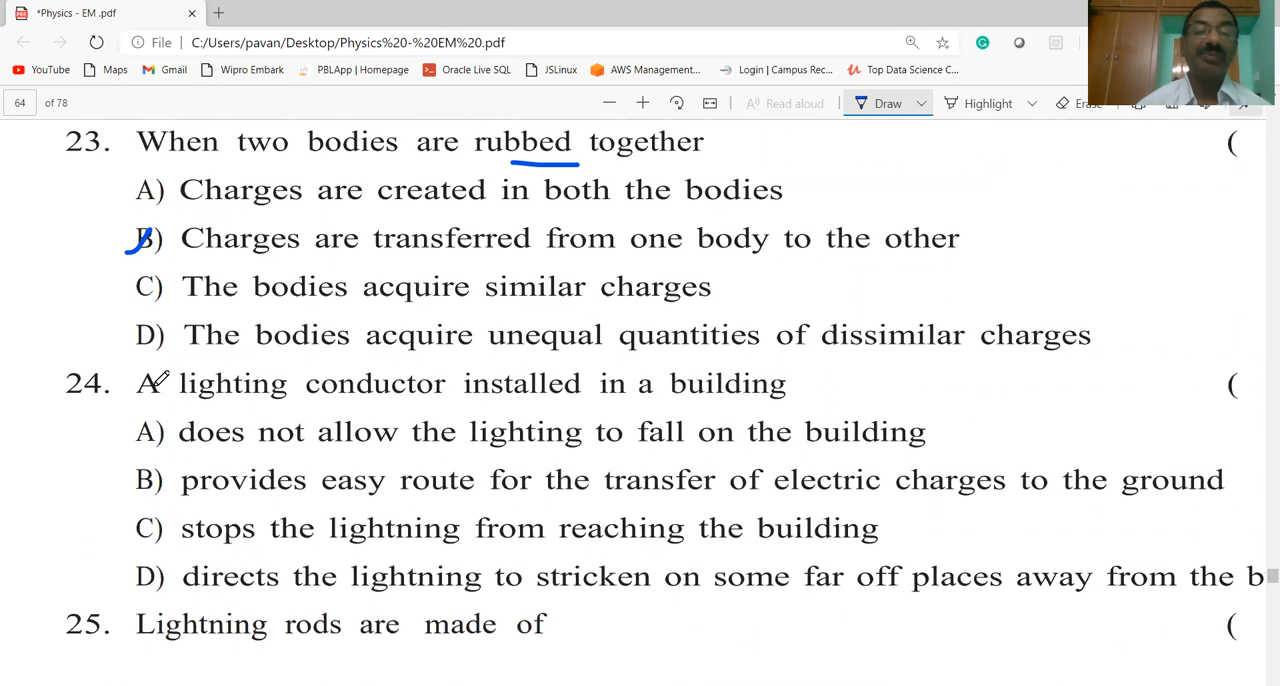 *Physics - EM .pdf
File C:/Users/pavan/Desktop/Physics%20-%20EM%20.pdf
YouTube Maps Gmail Wipro Embark PBLApp | Homepage Oracle Live SQL JSLinux AWS Management... Login | Campus Rec... Top Data Science C...
64 of 78 Read aloud Draw Highlight Erase
23. When two bodies are rubbed together (
A) Charges are created in both the bodies
B) Charges are transferred from one body to the other
C) The bodies acquire similar charges
D) The bodies acquire unequal quantities of dissimilar charges
24. A lighting conductor installed in a building (
A) does not allow the lighting to fall on the building
B) provides easy route for the transfer of electric charges to the ground
C) stops the lightning from reaching the building
D) directs the lightning to stricken on some far off places away from the b
25. Lightning rods are made of (